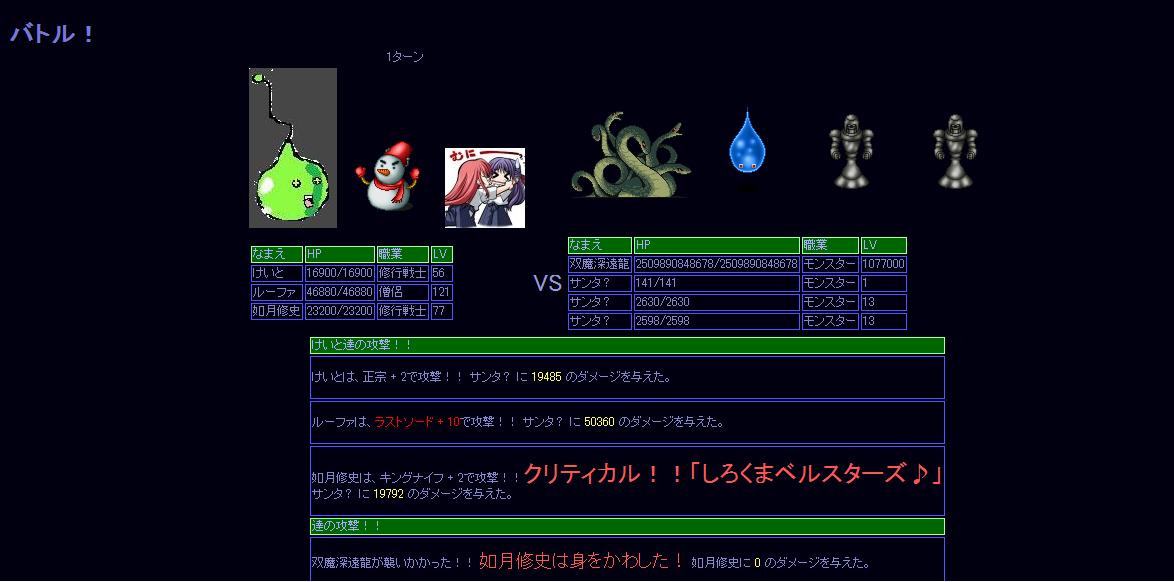 バトル！
1ターン
むに
なまえ HP 職業 LV
けいと 16900/16900 修行戦士 56
ルーファ 46880/46880 僧侶 121
如月修史 23200/23200 修行戦士 77
VS
なまえ HP 職業 LV
双魔深遠龍 2509890848678/2509890848678 モンスター 1077000
サンタ？ 141/141 モンスター 1
サンタ？ 2630/2630 モンスター 13
サンタ？ 2598/2598 モンスター 13
けいと達の攻撃！！
けいとは、正宗 + 2で攻撃！！ サンタ？ に 19485 のダメージを与えた。
ルーファは、ラストソード + 10で攻撃！！ サンタ？ に 50360 のダメージを与えた。
如月修史は、キングナイフ + 2で攻撃！！クリティカル！！「しろくまベルスターズ♪」
サンタ？ に 19792 のダメージを与えた。
達の攻撃！！
双魔深遠龍が襲いかかった！！ 如月修史は身をかわした！ 如月修史に 0 のダメージを与えた。